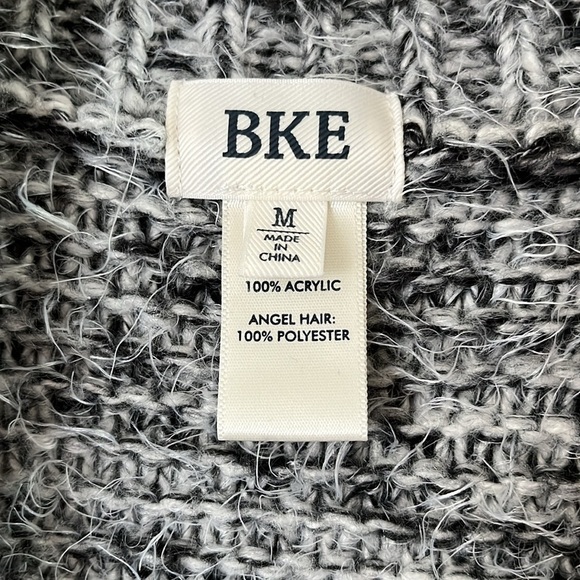 BKE
M
MADE
IN
CHINA
100% ACRYLIC
ANGEL HAIR:
100% POLYESTER